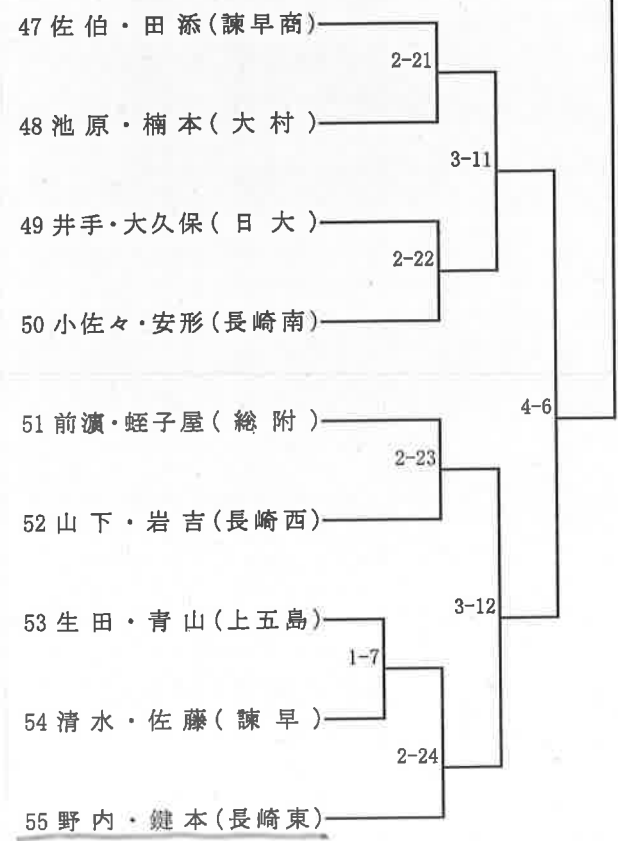 47 佐伯・田添(諫早商)
2-21
48 池原・楠本(大村)
3-11
49 井手・大久保(日大)
2-22
50 小佐々・安形(長崎南)
4-6
51 前濵・蛭子屋(総附)
2-23
52 山下・岩吉(長崎西)
3-12
53 生田・青山(上五島)
1-7
54 清水・佐藤(諫早)
2-24
55 野内・鍵本(長崎東)